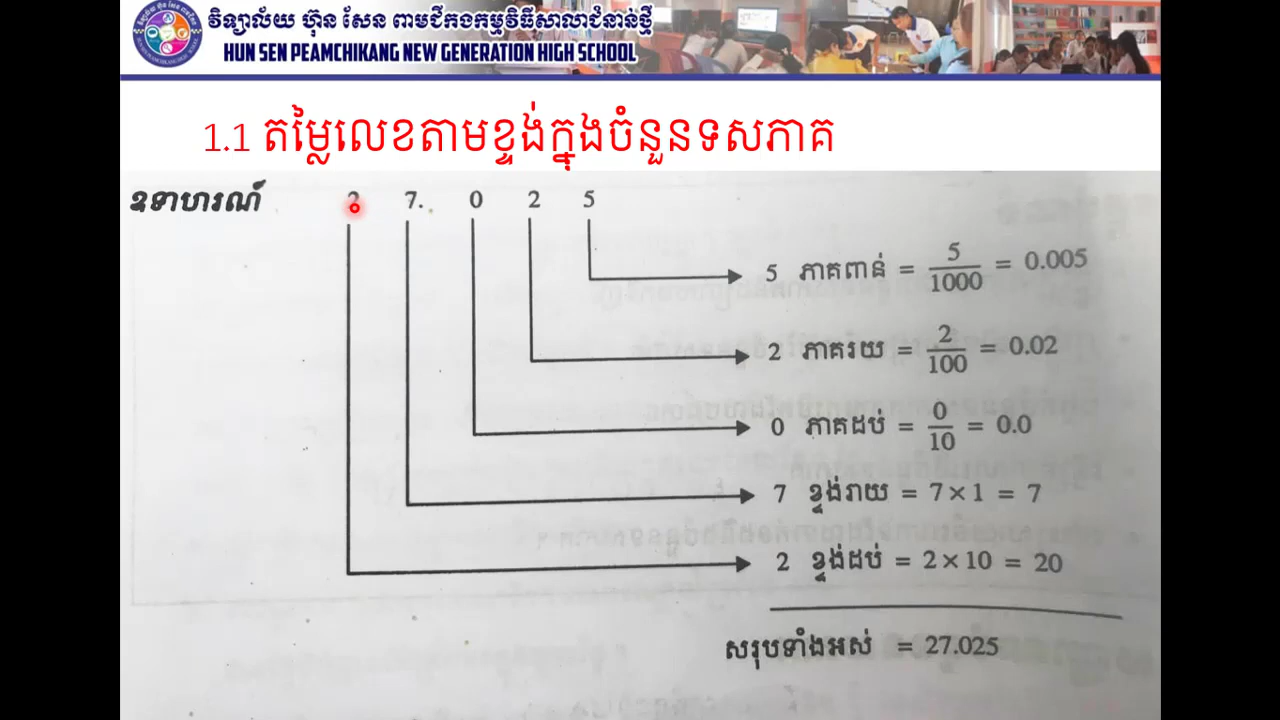 វិទ្យាល័យ ហ៊ុន សែន ពាមជីកងកម្មវិធីសាលាជំនាន់ថ្មី
HUN SEN PEAMCHIKANG NEW GENERATION HIGH SCHOOL
1.1 តម្លៃលេខតាមខ្ទង់ក្នុងចំនួនទសភាគ
ឧទាហរណ៍ 2 7. 0 2 5
5 ភាគពាន់ = 5/1000 = 0.005
2 ភាគរយ = 2/100 = 0.02
0 ភាគដប់ = 0/10 = 0.0
7 ខ្ទង់រាយ = 7 × 1 = 7
2 ខ្ទង់ដប់ = 2 × 10 = 20
សរុបទាំងអស់ = 27.025